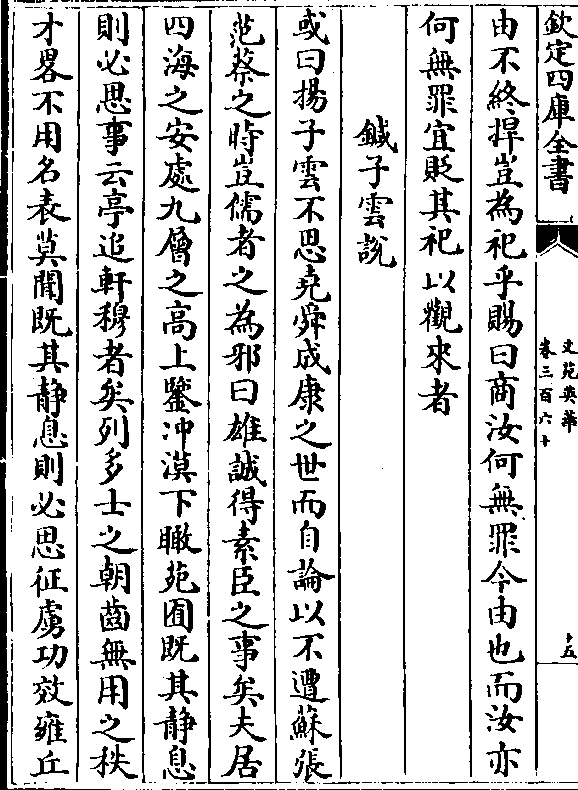 欽定四庫全書
文苑英華
卷三百六十
十五
由不終捍豈為祀乎賜曰商汝何無罪今由也而汝亦
何無罪宜貶其祀以觀來者
鍼子雲說
或曰揚子雲不思堯舜成康之世而自論以不遭蘇張
范蔡之時豈儒者之為邪曰雄誠得素臣之事矣夫居
四海之安處九層之高上鑒沖漠下瞰苑囿既其靜息
則必思事云亭追軒穆者矣列多士之朝齒無用之秩
才畧不用名表莫聞既其靜息則必思征虜功效雍丘